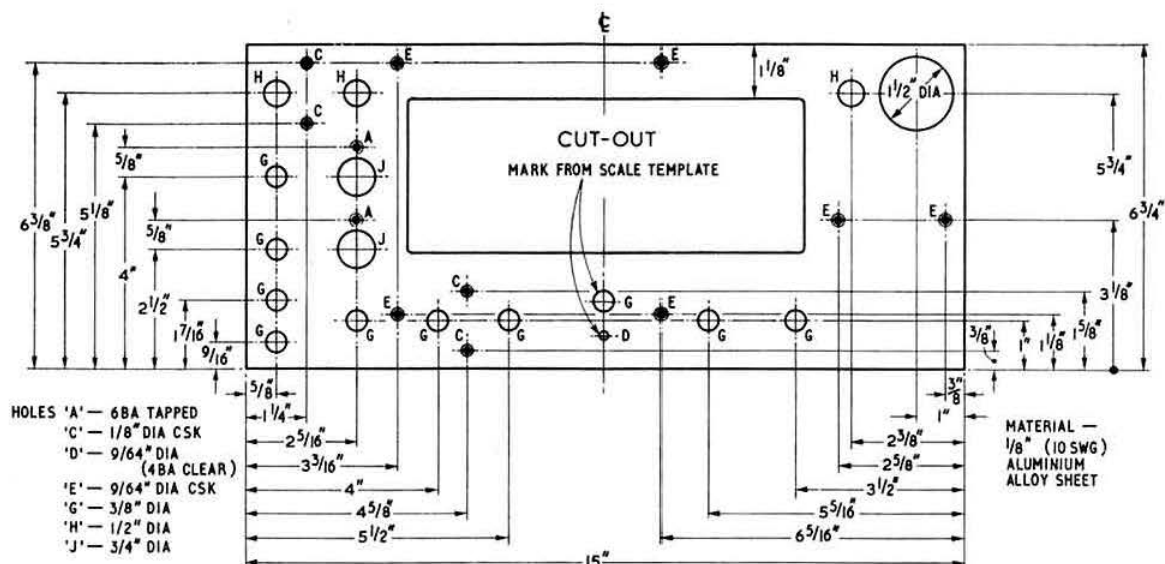 ℄
C
E
E
1 1/8"
H
H
H
1 1/2" DIA
C
CUT-OUT
MARK FROM SCALE TEMPLATE
A
5/8"
G
J
5 3/4"
6 3/4"
6 3/8"
5 3/4"
5 1/8"
A
E
E
5/8"
G
J
4"
2 1/2"
3 1/8"
C
G
E
E
G
1 7/16"
G
G
C
G
D
G
G
3/8"
1"
1 1/8"
1 5/8"
G
9/16"
5/8"
3/8"
1 1/4"
1"
2 5/16"
2 3/8"
3 3/16"
2 5/8"
4"
3 1/2"
4 5/8"
5 5/16"
5 1/2"
6 5/16"
15"
HOLES 'A' — 6BA TAPPED
'C' — 1/8" DIA CSK
'D' — 9/64" DIA
(4BA CLEAR)
'E' — 9/64" DIA CSK
'G' — 3/8" DIA
'H' — 1/2" DIA
'J' — 3/4" DIA
MATERIAL —
1/8" (10 SWG)
ALUMINIUM
ALLOY SHEET